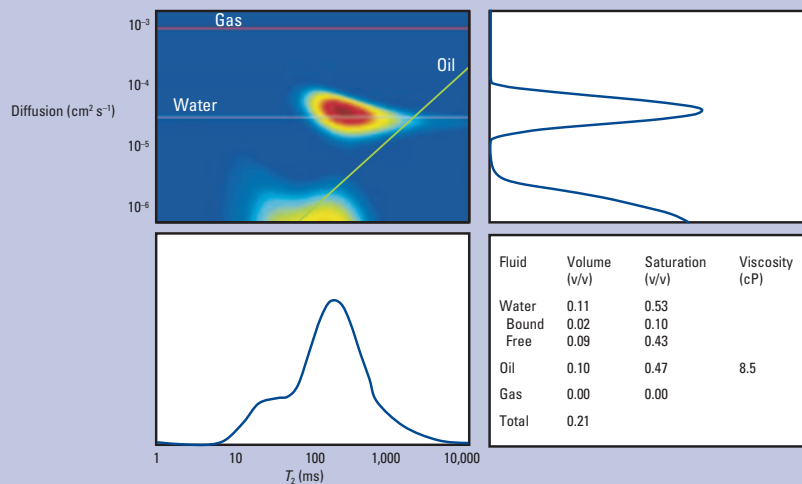 10⁻³
Gas
10⁻⁴
Oil
Diffusion (cm² s⁻¹)
Water
10⁻⁵
10⁻⁶
Fluid Volume (v/v) Saturation (v/v) Viscosity (cP)
Water 0.11 0.53
Bound 0.02 0.10
Free 0.09 0.43
Oil 0.10 0.47 8.5
Gas 0.00 0.00
Total 0.21
1 10 100 1,000 10,000
T₂ (ms)